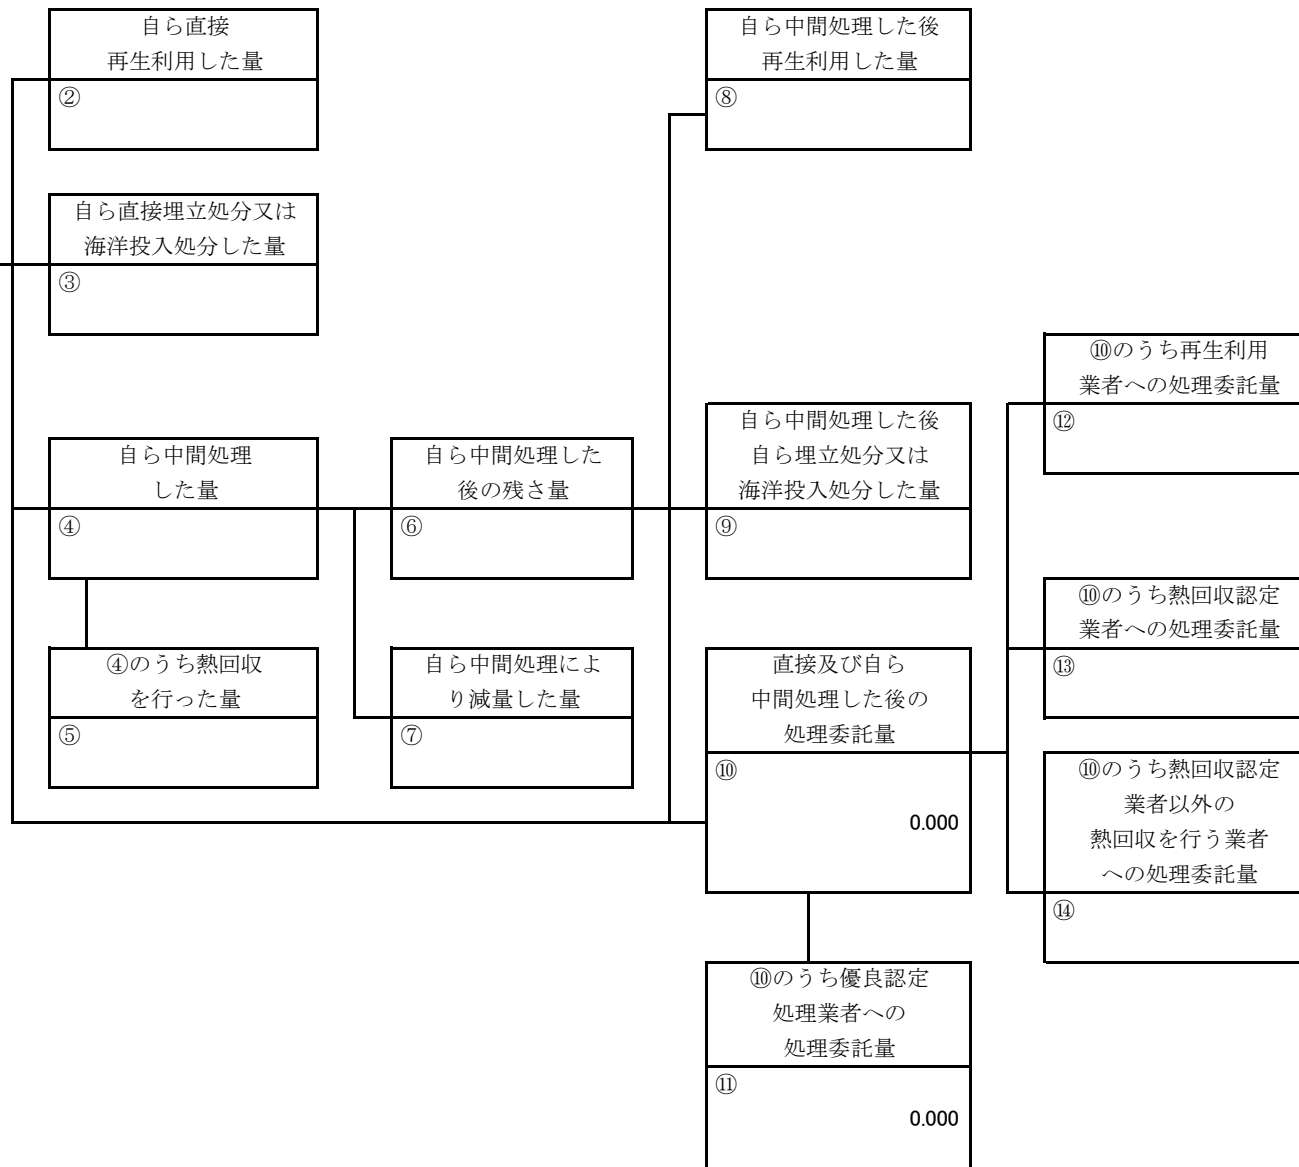 自ら直接
再生利用した量
②
自ら直接埋立処分又は
海洋投入処分した量
③
自ら中間処理
した量
④
④のうち熱回収
を行った量
⑤
自ら中間処理した
後の残さ量
⑥
自ら中間処理によ
り減量した量
⑦
自ら中間処理した後
再生利用した量
⑧
自ら中間処理した後
自ら埋立処分又は
海洋投入処分した量
⑨
直接及び自ら
中間処理した後の
処理委託量
⑩
0.000
⑩のうち優良認定
処理業者への
処理委託量
⑪
0.000
⑩のうち再生利用
業者への処理委託量
⑫
⑩のうち熱回収認定
業者への処理委託量
⑬
⑩のうち熱回収認定
業者以外の
熱回収を行う業者
への処理委託量
⑭